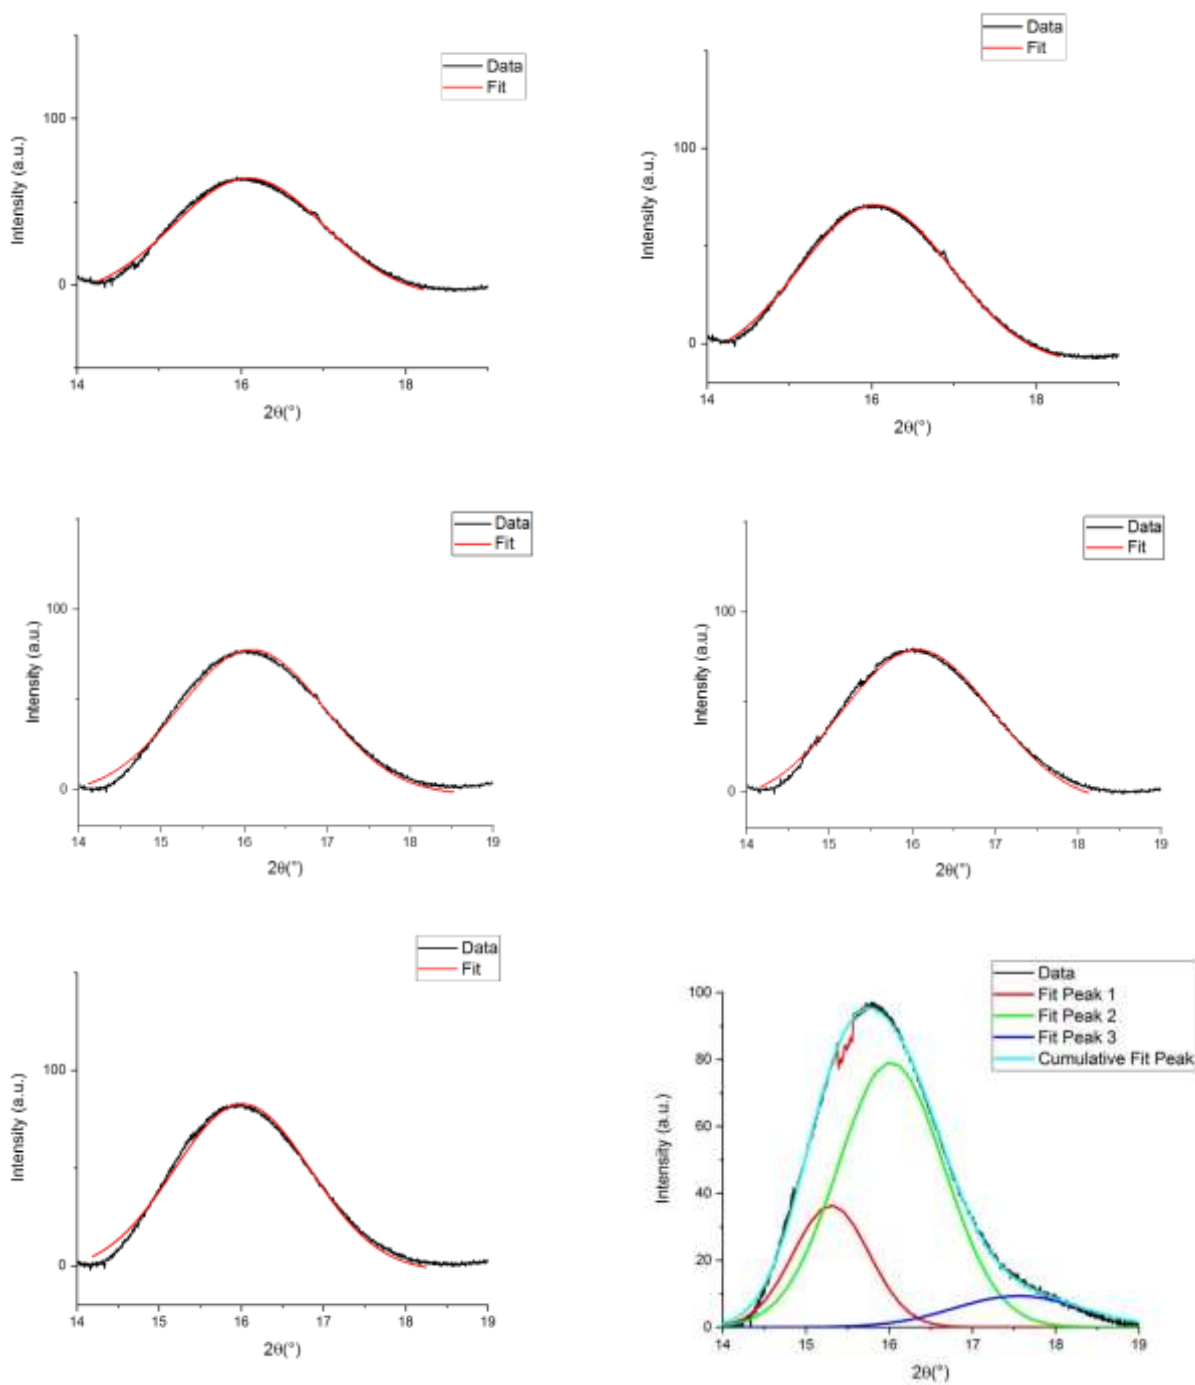 Data
Fit
Intensity (a.u.)
100
0
14
16
18
2θ(°)
Data
Fit
Intensity (a.u.)
100
0
14
16
18
2θ(°)
Data
Fit
Intensity (a.u.)
100
0
14
15
16
17
18
19
2θ(°)
Data
Fit
Intensity (a.u.)
100
0
14
15
16
17
18
19
2θ(°)
Data
Fit
Intensity (a.u.)
100
0
14
15
16
17
18
19
2θ(°)
Data
Fit Peak 1
Fit Peak 2
Fit Peak 3
Cumulative Fit Peak
Intensity (a.u.)
100
80
60
40
20
0
14
15
16
17
18
19
2θ(°)